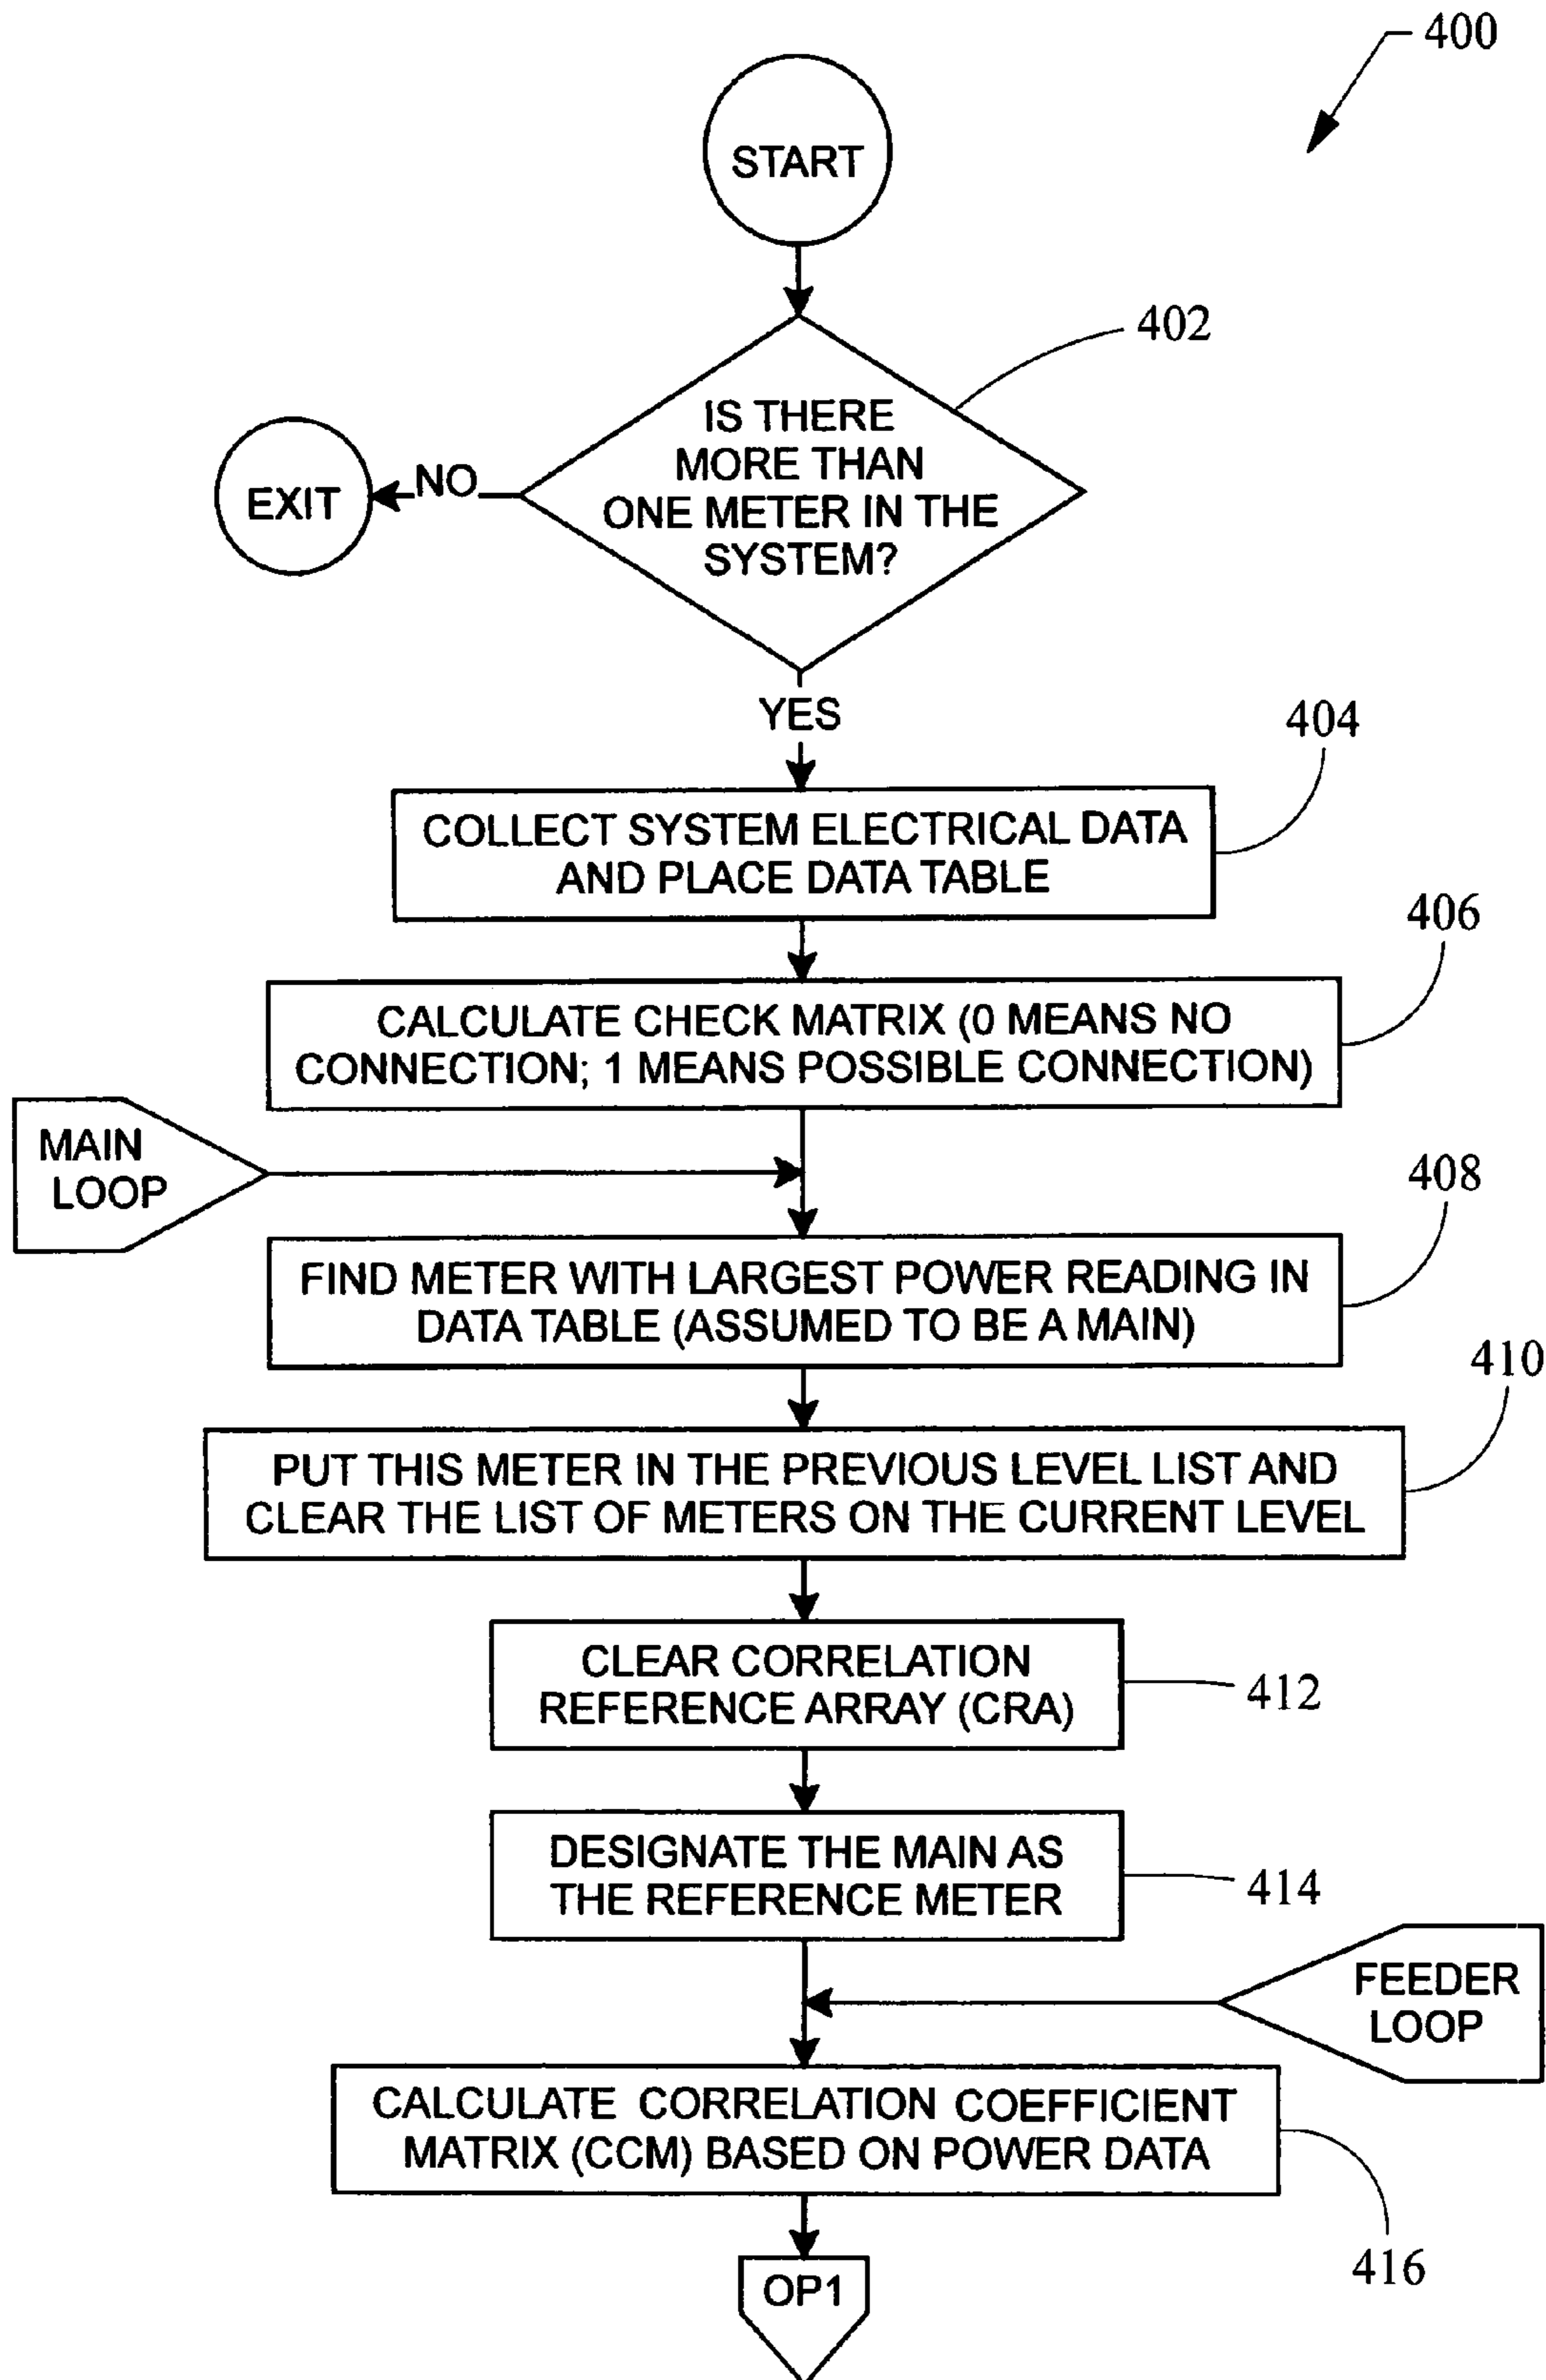 400
START
402
IS THERE
MORE THAN
ONE METER IN THE
SYSTEM?
NO
EXIT
YES
404
COLLECT SYSTEM ELECTRICAL DATA
AND PLACE DATA TABLE
406
CALCULATE CHECK MATRIX (0 MEANS NO
CONNECTION; 1 MEANS POSSIBLE CONNECTION)
MAIN
LOOP
408
FIND METER WITH LARGEST POWER READING IN
DATA TABLE (ASSUMED TO BE A MAIN)
410
PUT THIS METER IN THE PREVIOUS LEVEL LIST AND
CLEAR THE LIST OF METERS ON THE CURRENT LEVEL
CLEAR CORRELATION
REFERENCE ARRAY (CRA)
412
DESIGNATE THE MAIN AS
THE REFERENCE METER
414
FEEDER
LOOP
CALCULATE CORRELATION COEFFICIENT
MATRIX (CCM) BASED ON POWER DATA
416
OP1